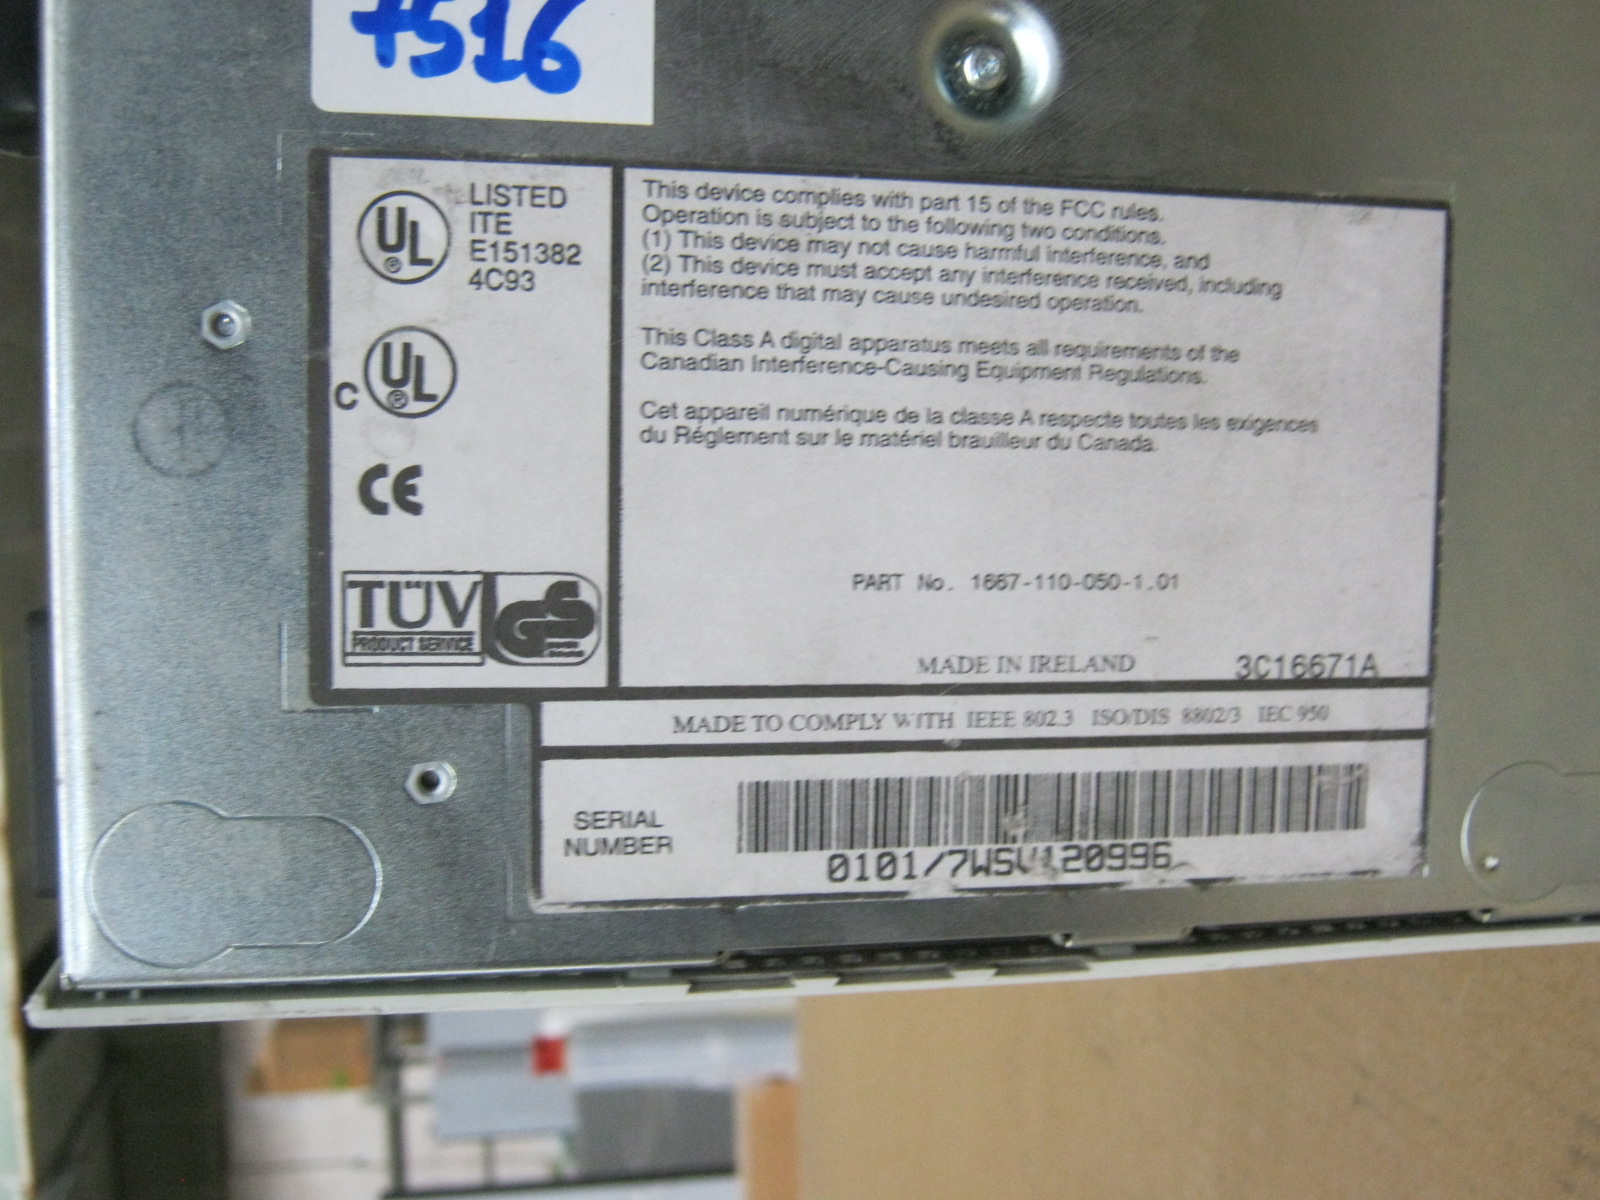 7516
UL
LISTED
ITE
E151382
4C93
C UL
CE
TÜV
PRODUCT SERVICE
GS
This device complies with part 15 of the FCC rules.
Operation is subject to the following two conditions.
(1) This device may not cause harmful interference, and
(2) This device must accept any interference received, including
interference that may cause undesired operation.
This Class A digital apparatus meets all requirements of the
Canadian Interference-Causing Equipment Regulations.
Cet appareil numérique de la classe A respecte toutes les exigences
du Réglement sur le matériel brauilleur du Canada.
PART No. 1667-110-050-1.01
MADE IN IRELAND
3C16671A
MADE TO COMPLY WITH IEEE 802.3 ISO/DIS 8802/3 IEC 950
SERIAL
NUMBER